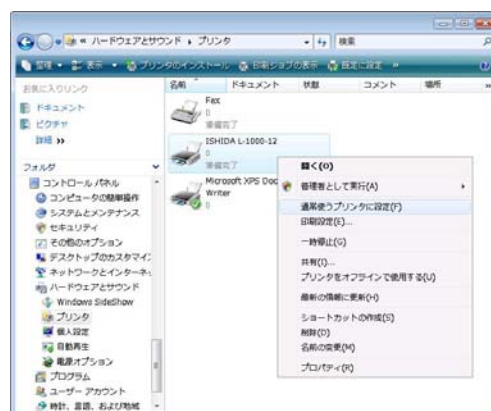 ハードウェアとサウンド ▸ プリンタ
検索
管理 表示 プリンタのインストール 印刷ジョブの表示 既定に設定 »
お気に入りリンク
ドキュメント
ピクチャ
詳細 »
フォルダ
コントロール パネル
コンピュータの簡単操作
システムとメンテナンス
セキュリティ
その他のオプション
デスクトップのカスタマイ
ネットワークとインターネッ
ハードウェアとサウンド
Windows SideShow
プリンタ
個人設定
自動再生
電源オプション
プログラム
ユーザー アカウント
時計、言語、および地域
名前 ドキュメント 状態 コメント 場所 »
Fax
0
準備完了
ISHIDA L-1000-12
0
準備完了
Microsoft XPS Doc
Writer
0
開く(O)
管理者として実行(A)
通常使うプリンタに設定(F)
印刷設定(E)...
一時停止(G)
共有(I)...
プリンタをオフラインで使用する(U)
最新の情報に更新(H)
ショートカットの作成(S)
削除(D)
名前の変更(M)
プロパティ(R)